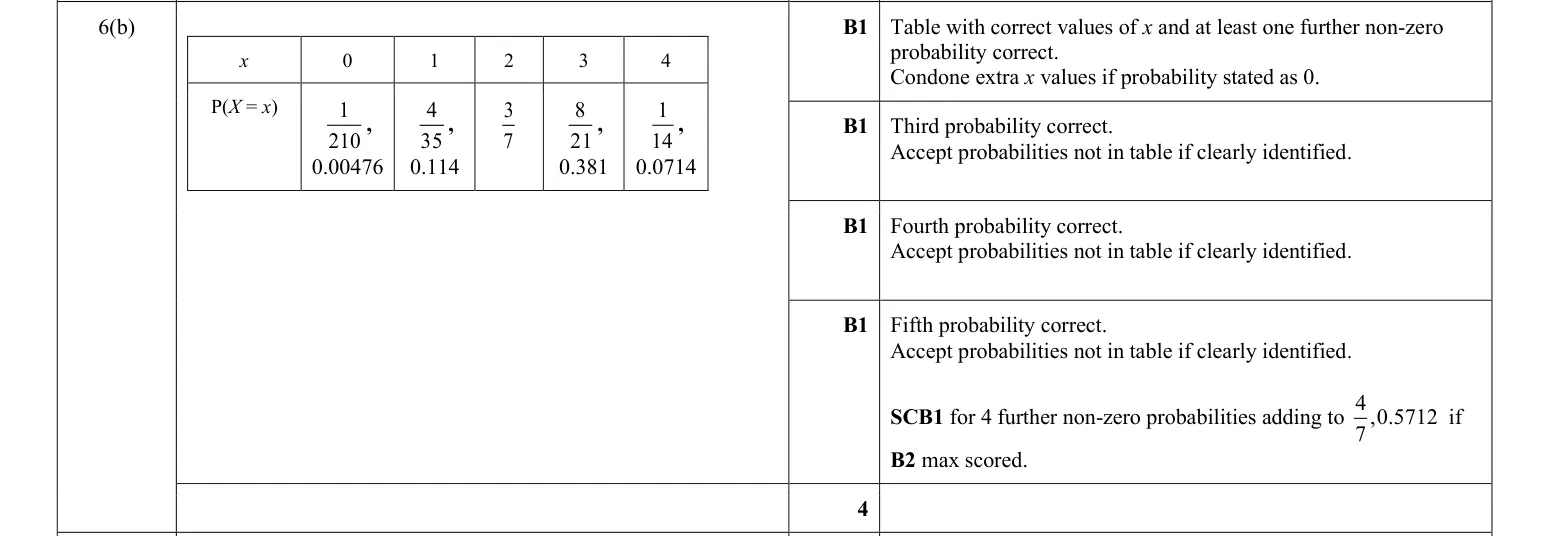 6(b)
x 0 1 2 3 4
P(X = x) 1/210, 0.00476 4/35, 0.114 3/7 8/21, 0.381 1/14, 0.0714
B1 Table with correct values of x and at least one further non-zero
probability correct.
Condone extra x values if probability stated as 0.
B1 Third probability correct.
Accept probabilities not in table if clearly identified.
B1 Fourth probability correct.
Accept probabilities not in table if clearly identified.
B1 Fifth probability correct.
Accept probabilities not in table if clearly identified.
SCB1 for 4 further non-zero probabilities adding to 4/7,0.5712 if
B2 max scored.
4